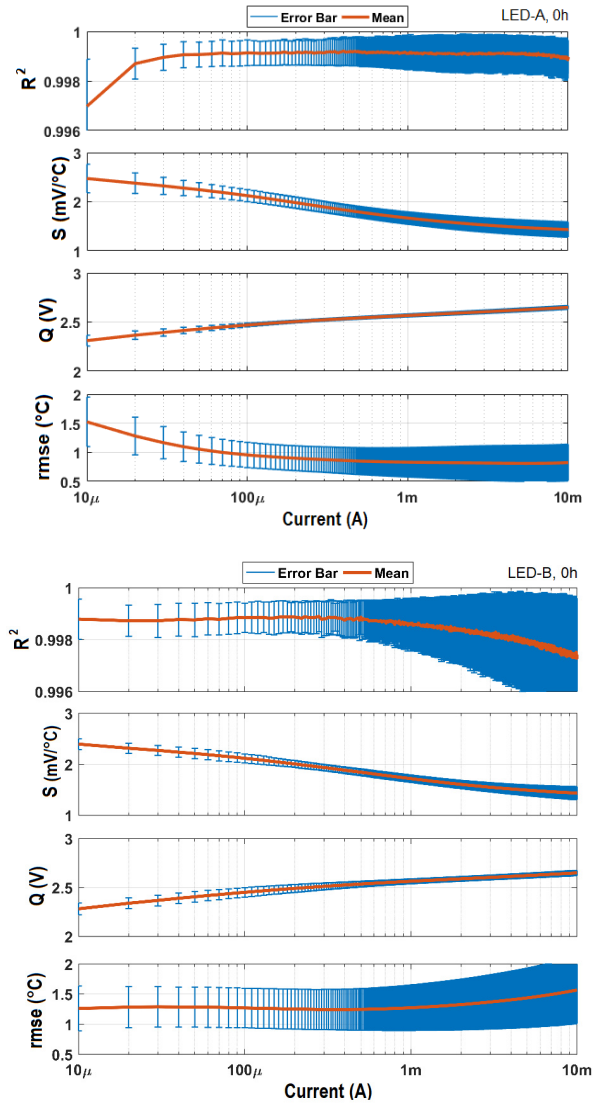 Error Bar Mean LED-A, 0h
1
0.998
0.996
R²
3
2
1
S (mV/°C)
3
2.5
2
Q (V)
2
1.5
1
0.5
rmse (°C)
10μ 100μ 1m 10m
Current (A)
Error Bar Mean LED-B, 0h
1
0.998
0.996
R²
3
2
1
S (mV/°C)
3
2.5
2
Q (V)
2
1.5
1
0.5
rmse (°C)
10μ 100μ 1m 10m
Current (A)